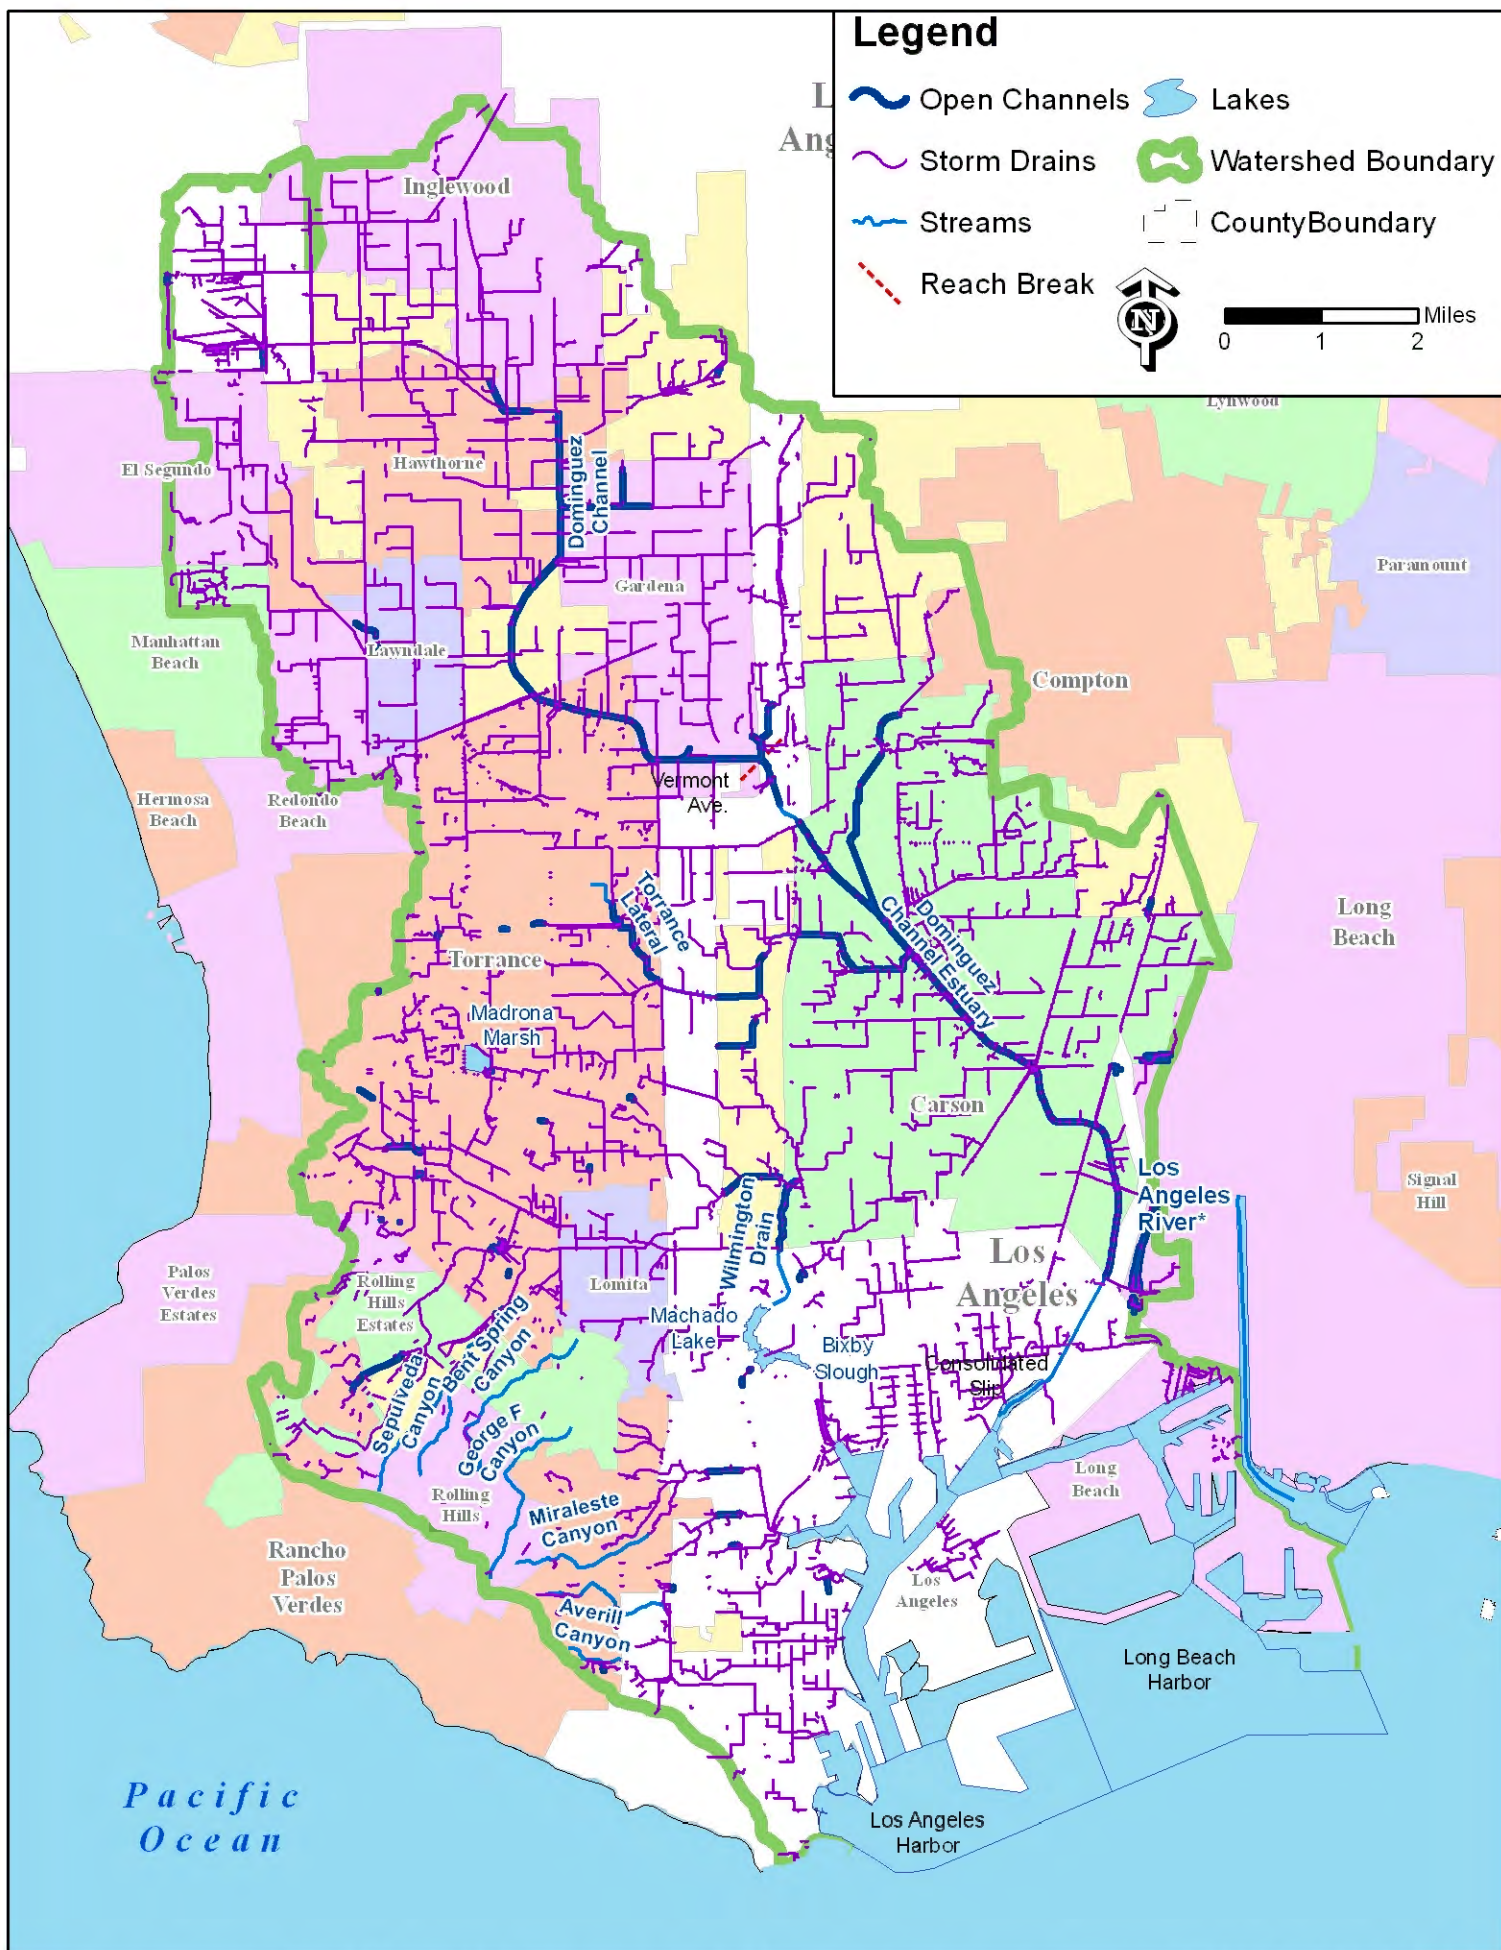 Legend
Open Channels
Lakes
Storm Drains
Watershed Boundary
Streams
CountyBoundary
Reach Break
N
Miles
0 1 2
Inglewood
Lynwood
El Segundo
Hawthorne
Dominguez
Channel
Paramount
Gardena
Manhattan
Beach
Lawndale
Compton
Vermont
Ave.
Hermosa
Beach
Redondo
Beach
Torrance
Lateral
Dominguez
Channel Estuary
Long
Beach
Torrance
Madrona
Marsh
Carson
Los
Angeles
River*
Signal
Hill
Wilmington
Drain
Los
Angeles
Palos
Verdes
Estates
Rolling
Hills
Estates
Lomita
Machado
Lake
Bixby
Slough
Consolidated
Slip
Sepulveda
Canyon
Bent Spring
Canyon
George F
Canyon
Rolling
Hills
Long
Beach
Miraleste
Canyon
Rancho
Palos
Verdes
Los
Angeles
Averill
Canyon
Long Beach
Harbor
Pacific
Ocean
Los Angeles
Harbor